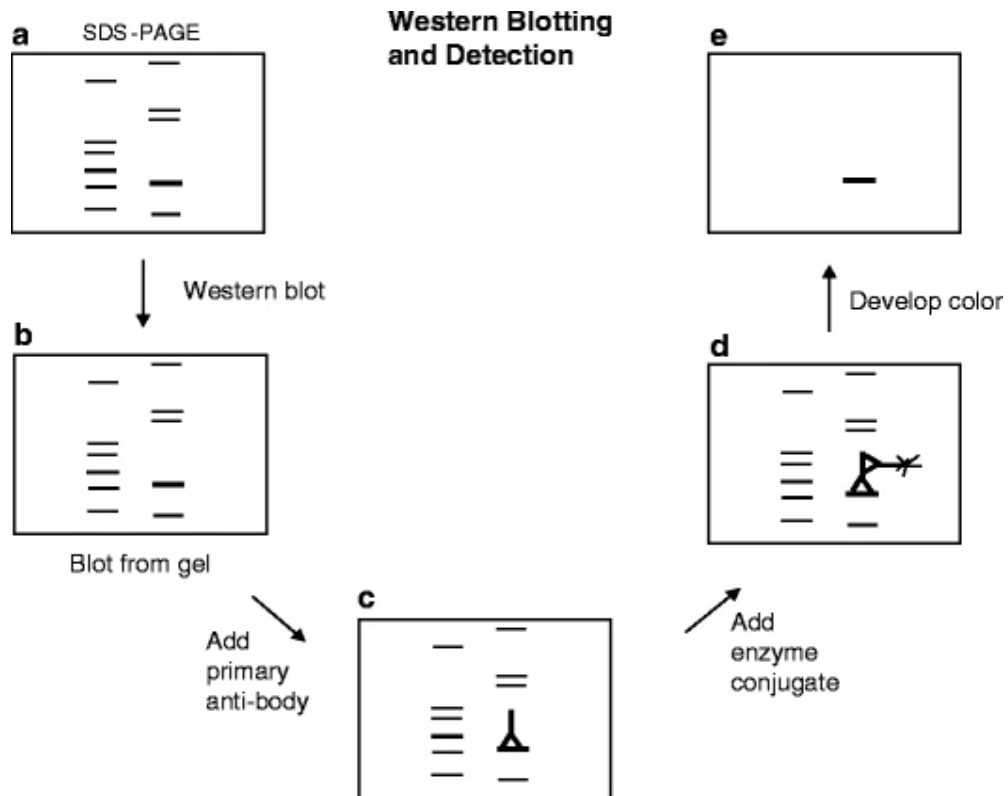 a
SDS-PAGE
Western Blotting
and Detection
e
Western blot
Develop color
b
d
Blot from gel
c
Add
primary
anti-body
Add
enzyme
conjugate